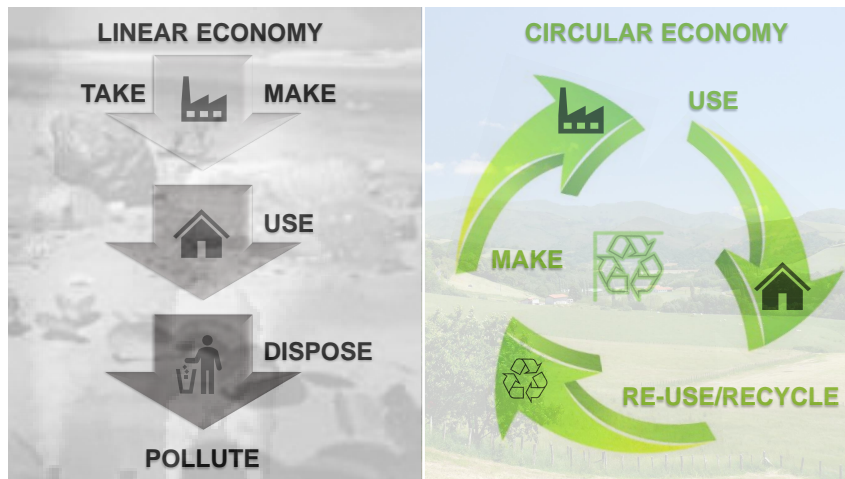 LINEAR ECONOMY
TAKE
MAKE
USE
DISPOSE
POLLUTE
CIRCULAR ECONOMY
USE
MAKE
RE-USE/RECYCLE